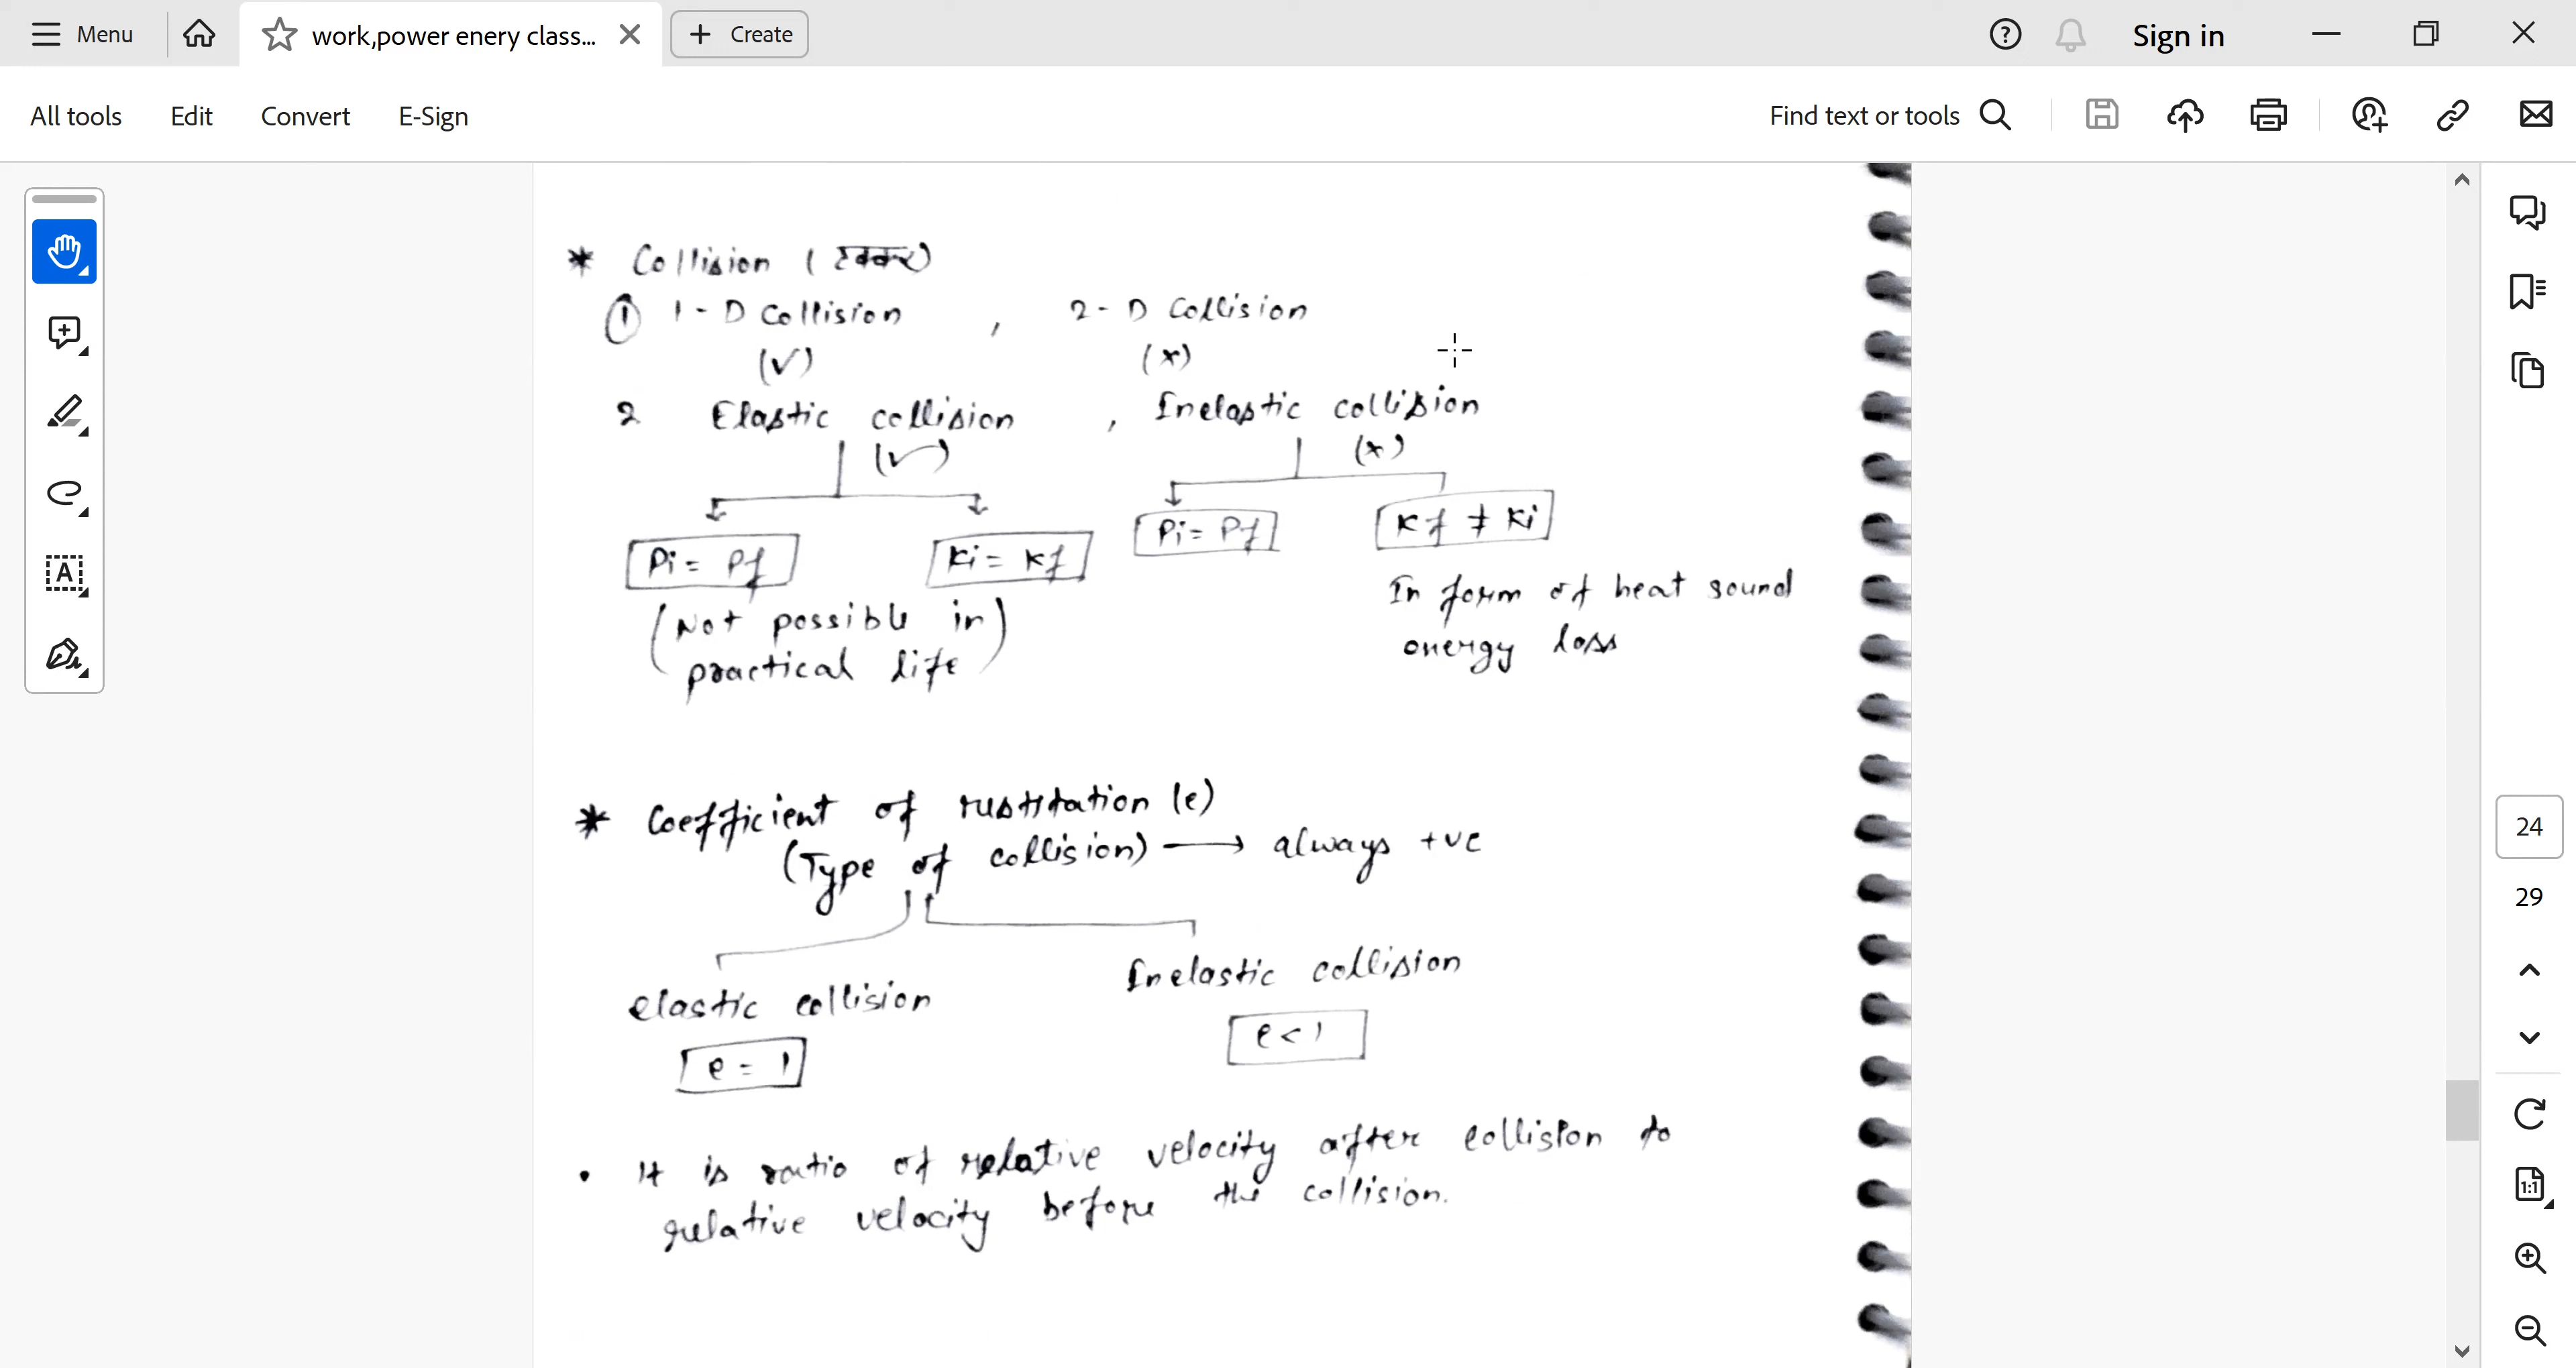 Menu
work,power enery class...
Create
Sign in
All tools
Edit
Convert
E-Sign
Find text or tools
* Collision (टक्कर)
① 1-D Collision , 2-D Collision
(✓) (x)
2 Elastic collision , Inelastic collision
(✓) (x)
Pi = Pf Ki = Kf Pi = Pf Kf ≠ Ki
(Not possible in practical life)
In form of heat sound
energy loss
* Coefficient of rustitation (e)
(Type of collision) → always +ve
elastic collision Inelastic collision
e = 1 e < 1
• It is ratio of relative velocity after collision to
relative velocity before the collision.
24
29
1:1